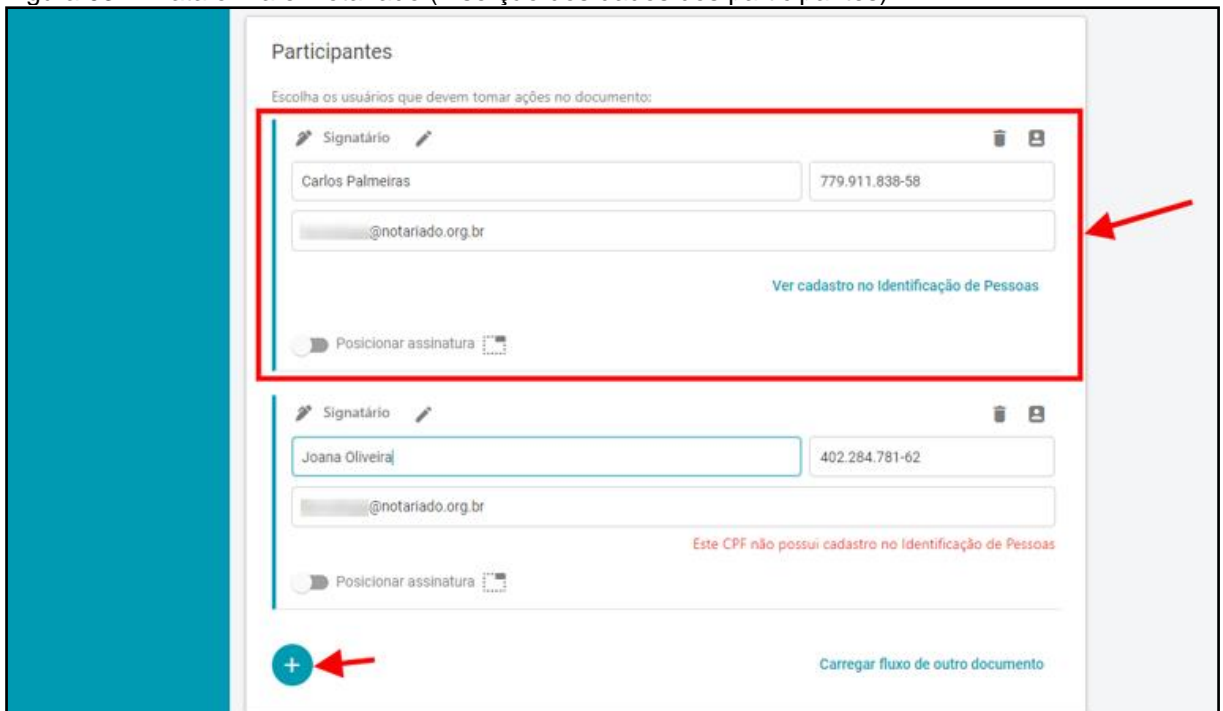 Participantes
Escolha os usuários que devem tomar ações no documento:
Signatário
Carlos Palmeiras 779.911.838-58
@notariado.org.br
Ver cadastro no Identificação de Pessoas
Posicionar assinatura
Signatário
Joana Oliveira 402.284.781-62
@notariado.org.br
Este CPF não possui cadastro no Identificação de Pessoas
Posicionar assinatura
+
Carregar fluxo de outro documento